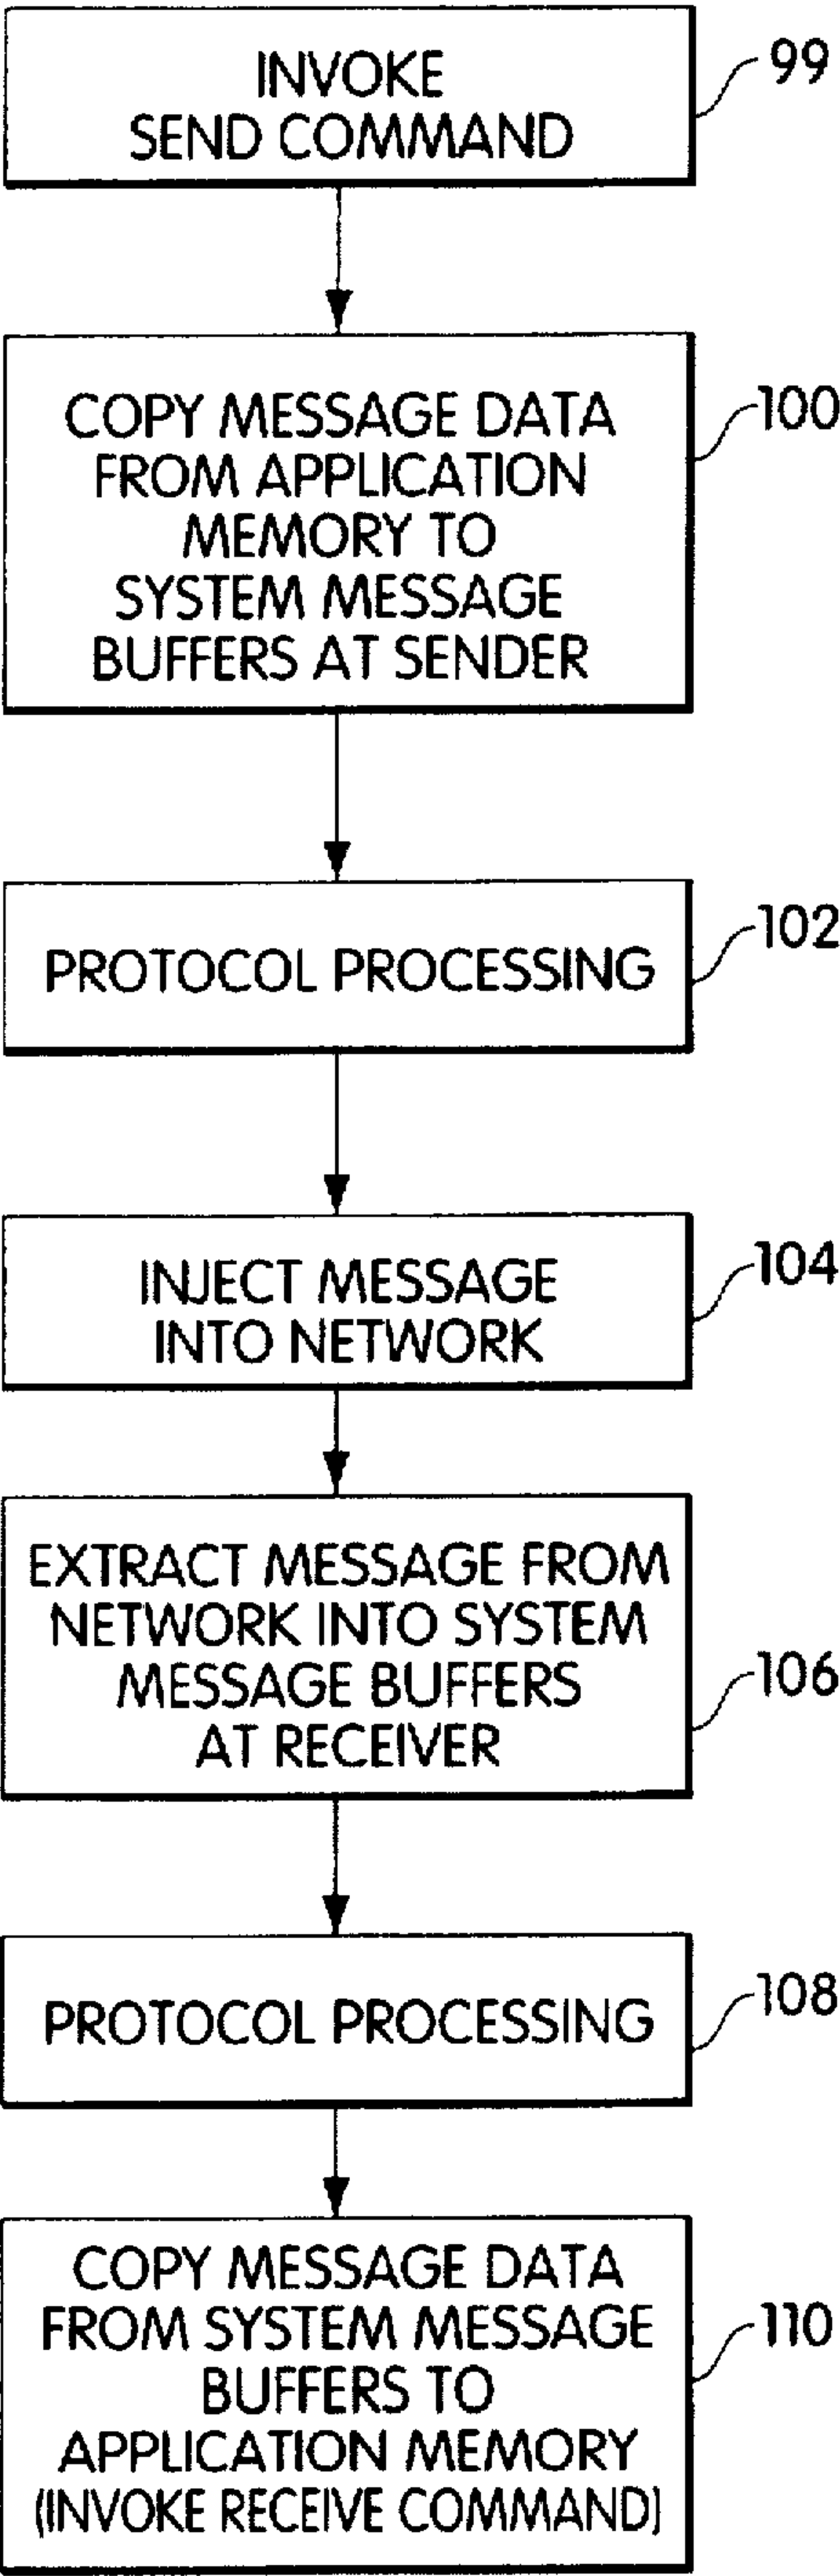 INVOKE
SEND COMMAND
99
COPY MESSAGE DATA
FROM APPLICATION
MEMORY TO
SYSTEM MESSAGE
BUFFERS AT SENDER
100
PROTOCOL PROCESSING
102
INJECT MESSAGE
INTO NETWORK
104
EXTRACT MESSAGE FROM
NETWORK INTO SYSTEM
MESSAGE BUFFERS
AT RECEIVER
106
PROTOCOL PROCESSING
108
COPY MESSAGE DATA
FROM SYSTEM MESSAGE
BUFFERS TO
APPLICATION MEMORY
(INVOKE RECEIVE COMMAND)
110